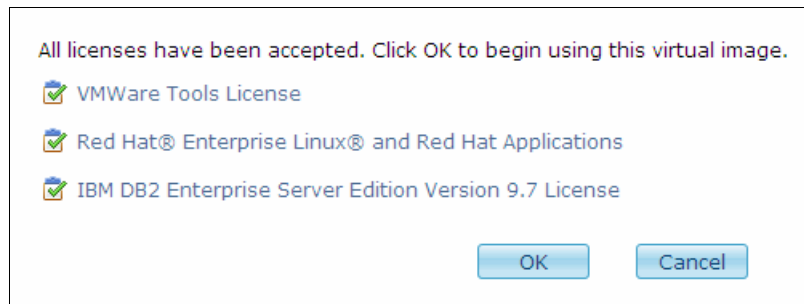 All licenses have been accepted. Click OK to begin using this virtual image.
VMWare Tools License
Red Hat® Enterprise Linux® and Red Hat Applications
IBM DB2 Enterprise Server Edition Version 9.7 License
OK Cancel